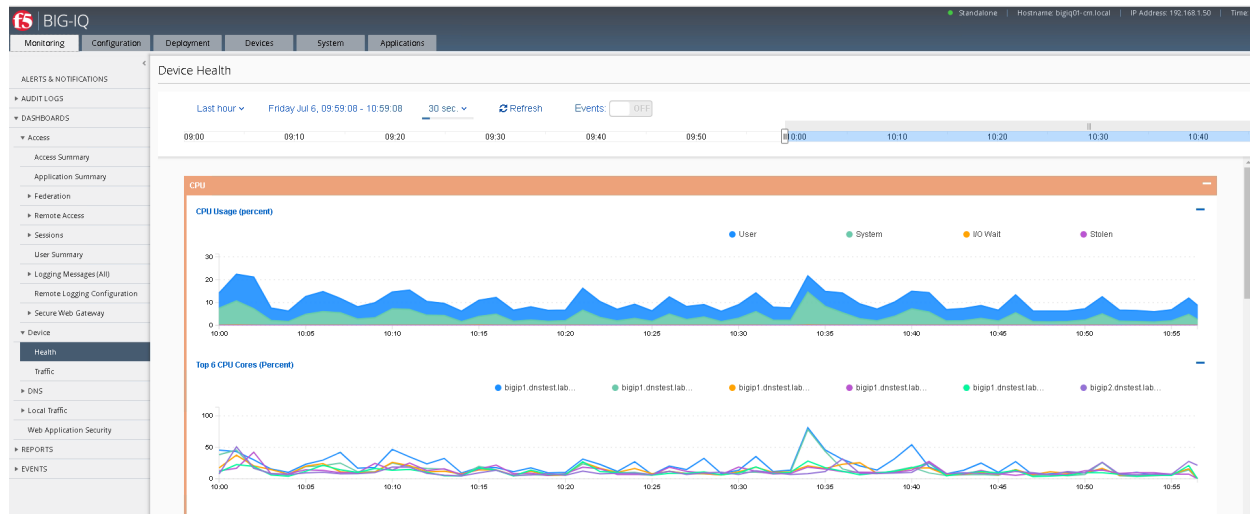 f5 BIG-IQ
Standalone | Hostname: bigiq01-cm.local | IP Address: 192.168.1.50 | Time:
Monitoring Configuration Deployment Devices System Applications
ALERTS & NOTIFICATIONS
AUDIT LOGS
DASHBOARDS
Access
Access Summary
Application Summary
Federation
Remote Access
Sessions
User Summary
Logging Messages (All)
Remote Logging Configuration
Secure Web Gateway
Device
Health
Traffic
DNS
Local Traffic
Web Application Security
REPORTS
EVENTS
Device Health
Last hour Friday Jul 6, 09:59:08 - 10:59:08 30 sec. Refresh Events: OFF
09:00 09:10 09:20 09:30 09:40 09:50 10:00 10:10 10:20 10:30 10:40
CPU
CPU Usage (percent)
User System I/O Wait Stolen
30
20
10
0
10:00 10:05 10:10 10:15 10:20 10:25 10:30 10:35 10:40 10:45 10:50 10:55
Top 6 CPU Cores (Percent)
bigip1.dnstest.lab... bigip1.dnstest.lab... bigip1.dnstest.lab... bigip1.dnstest.lab... bigip1.dnstest.lab... bigip2.dnstest.lab...
100
50
0
10:00 10:05 10:10 10:15 10:20 10:25 10:30 10:35 10:40 10:45 10:50 10:55